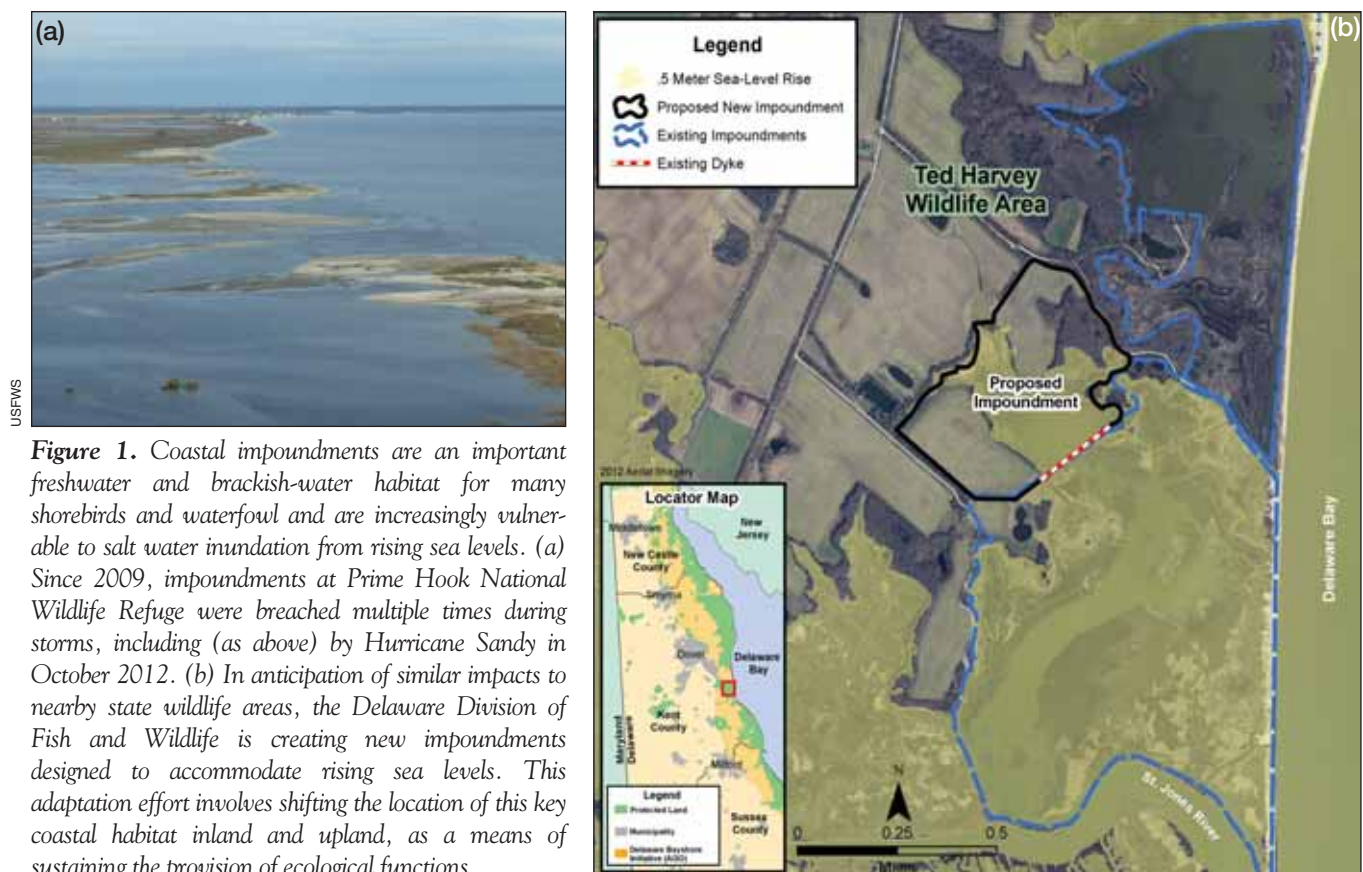 (a)
USFWS
Figure 1. Coastal impoundments are an important
freshwater and brackish-water habitat for many
shorebirds and waterfowl and are increasingly vulner-
able to salt water inundation from rising sea levels. (a)
Since 2009, impoundments at Prime Hook National
Wildlife Refuge were breached multiple times during
storms, including (as above) by Hurricane Sandy in
October 2012. (b) In anticipation of similar impacts to
nearby state wildlife areas, the Delaware Division of
Fish and Wildlife is creating new impoundments
designed to accommodate rising sea levels. This
adaptation effort involves shifting the location of this key
coastal habitat inland and upland, as a means of
sustaining the provision of ecological functions.
(b)
Legend
.5 Meter Sea-Level Rise
Proposed New Impoundment
Existing Impoundments
Existing Dyke
Ted Harvey
Wildlife Area
Proposed
Impoundment
Delaware Bay
St. Jones River
2012 Aerial Imagery
Locator Map
Middletown
New
Jersey
New Castle
County
Smyrna
Dover
Delaware
Bay
Kent
County
Maryland
Delaware
Milford
Sussex
County
Legend
Protected Land
Municipality
Delaware Bayshore
Initiative (AGO)
N
0 0.25 0.5
Miles